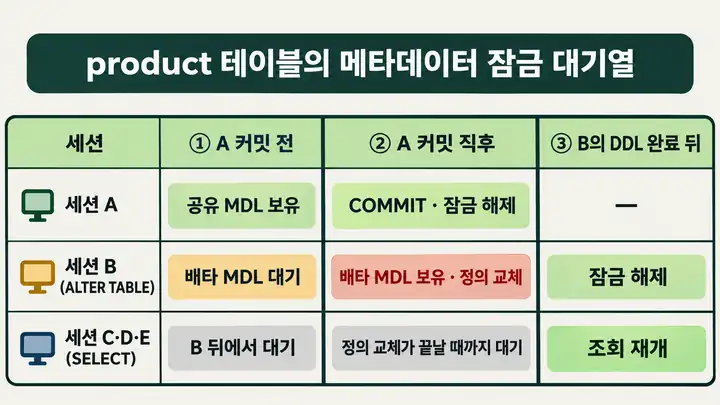 product 테이블의 메타데이터 잠금 대기열
세션
① A 커밋 전
② A 커밋 직후
③ B의 DDL 완료 뒤
세션 A
공유 MDL 보유
COMMIT · 잠금 해제
—
세션 B
(ALTER TABLE)
배타 MDL 대기
배타 MDL 보유 · 정의 교체
잠금 해제
세션 C·D·E
(SELECT)
B 뒤에서 대기
정의 교체가 끝날 때까지 대기
조회 재개